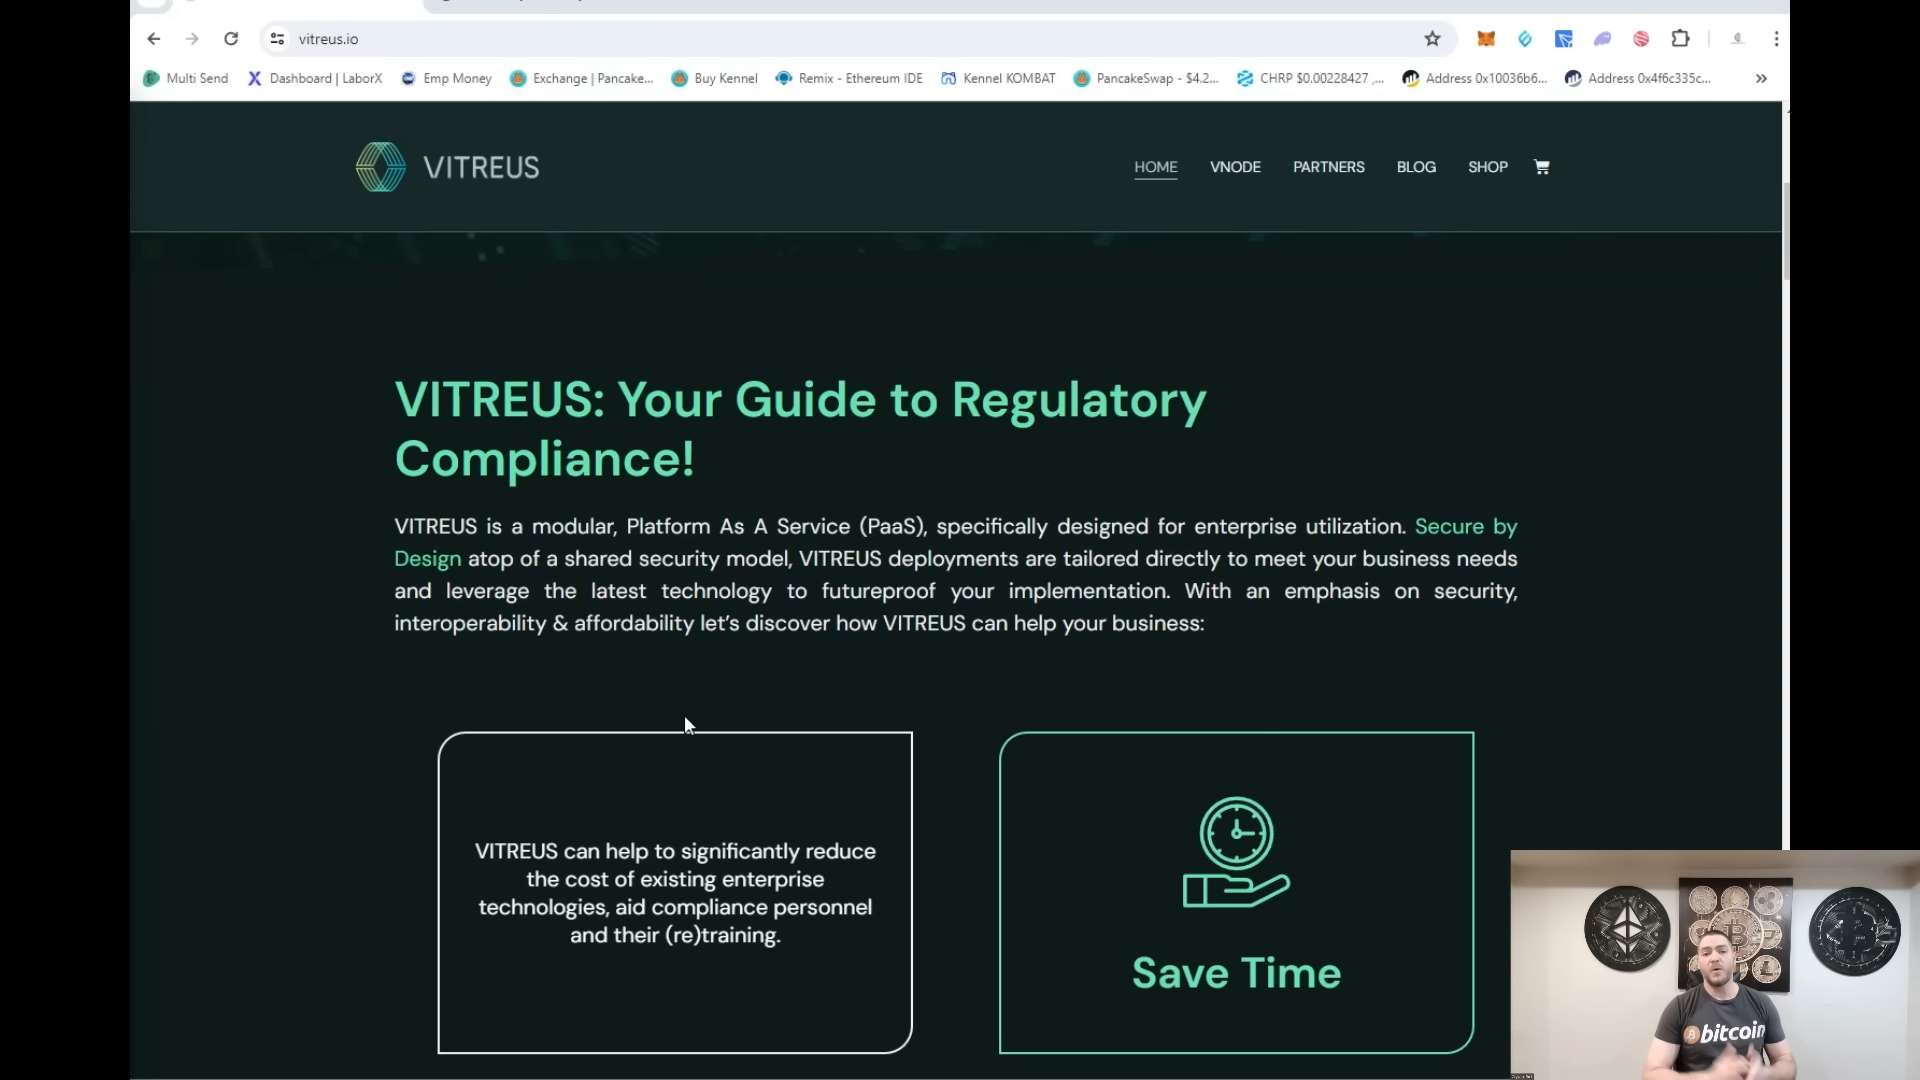 vitreus.io
Multi Send
Dashboard | LaborX
Emp Money
Exchange | Pancake...
Buy Kennel
Remix - Ethereum IDE
Kennel KOMBAT
PancakeSwap - $4.2...
CHRP $0.00228427 ,...
Address 0x10036b6...
Address 0x4f6c335c...
VITREUS
HOME
VNODE
PARTNERS
BLOG
SHOP
VITREUS: Your Guide to Regulatory
Compliance!
VITREUS is a modular, Platform As A Service (PaaS), specifically designed for enterprise utilization. Secure by
Design atop of a shared security model, VITREUS deployments are tailored directly to meet your business needs
and leverage the latest technology to futureproof your implementation. With an emphasis on security,
interoperability & affordability let’s discover how VITREUS can help your business:
VITREUS can help to significantly reduce
the cost of existing enterprise
technologies, aid compliance personnel
and their (re)training.
Save Time
bitcoin